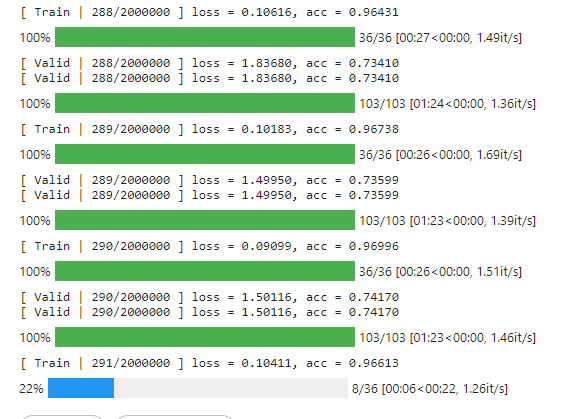 [ Train | 288/2000000 ] loss = 0.10616, acc = 0.96431
100% 36/36 [00:27<00:00, 1.49it/s]
[ Valid | 288/2000000 ] loss = 1.83680, acc = 0.73410
[ Valid | 288/2000000 ] loss = 1.83680, acc = 0.73410
100% 103/103 [01:24<00:00, 1.36it/s]
[ Train | 289/2000000 ] loss = 0.10183, acc = 0.96738
100% 36/36 [00:26<00:00, 1.69it/s]
[ Valid | 289/2000000 ] loss = 1.49950, acc = 0.73599
[ Valid | 289/2000000 ] loss = 1.49950, acc = 0.73599
100% 103/103 [01:23<00:00, 1.39it/s]
[ Train | 290/2000000 ] loss = 0.09099, acc = 0.96996
100% 36/36 [00:26<00:00, 1.51it/s]
[ Valid | 290/2000000 ] loss = 1.50116, acc = 0.74170
[ Valid | 290/2000000 ] loss = 1.50116, acc = 0.74170
100% 103/103 [01:23<00:00, 1.46it/s]
[ Train | 291/2000000 ] loss = 0.10411, acc = 0.96613
22% 8/36 [00:06<00:22, 1.26it/s]